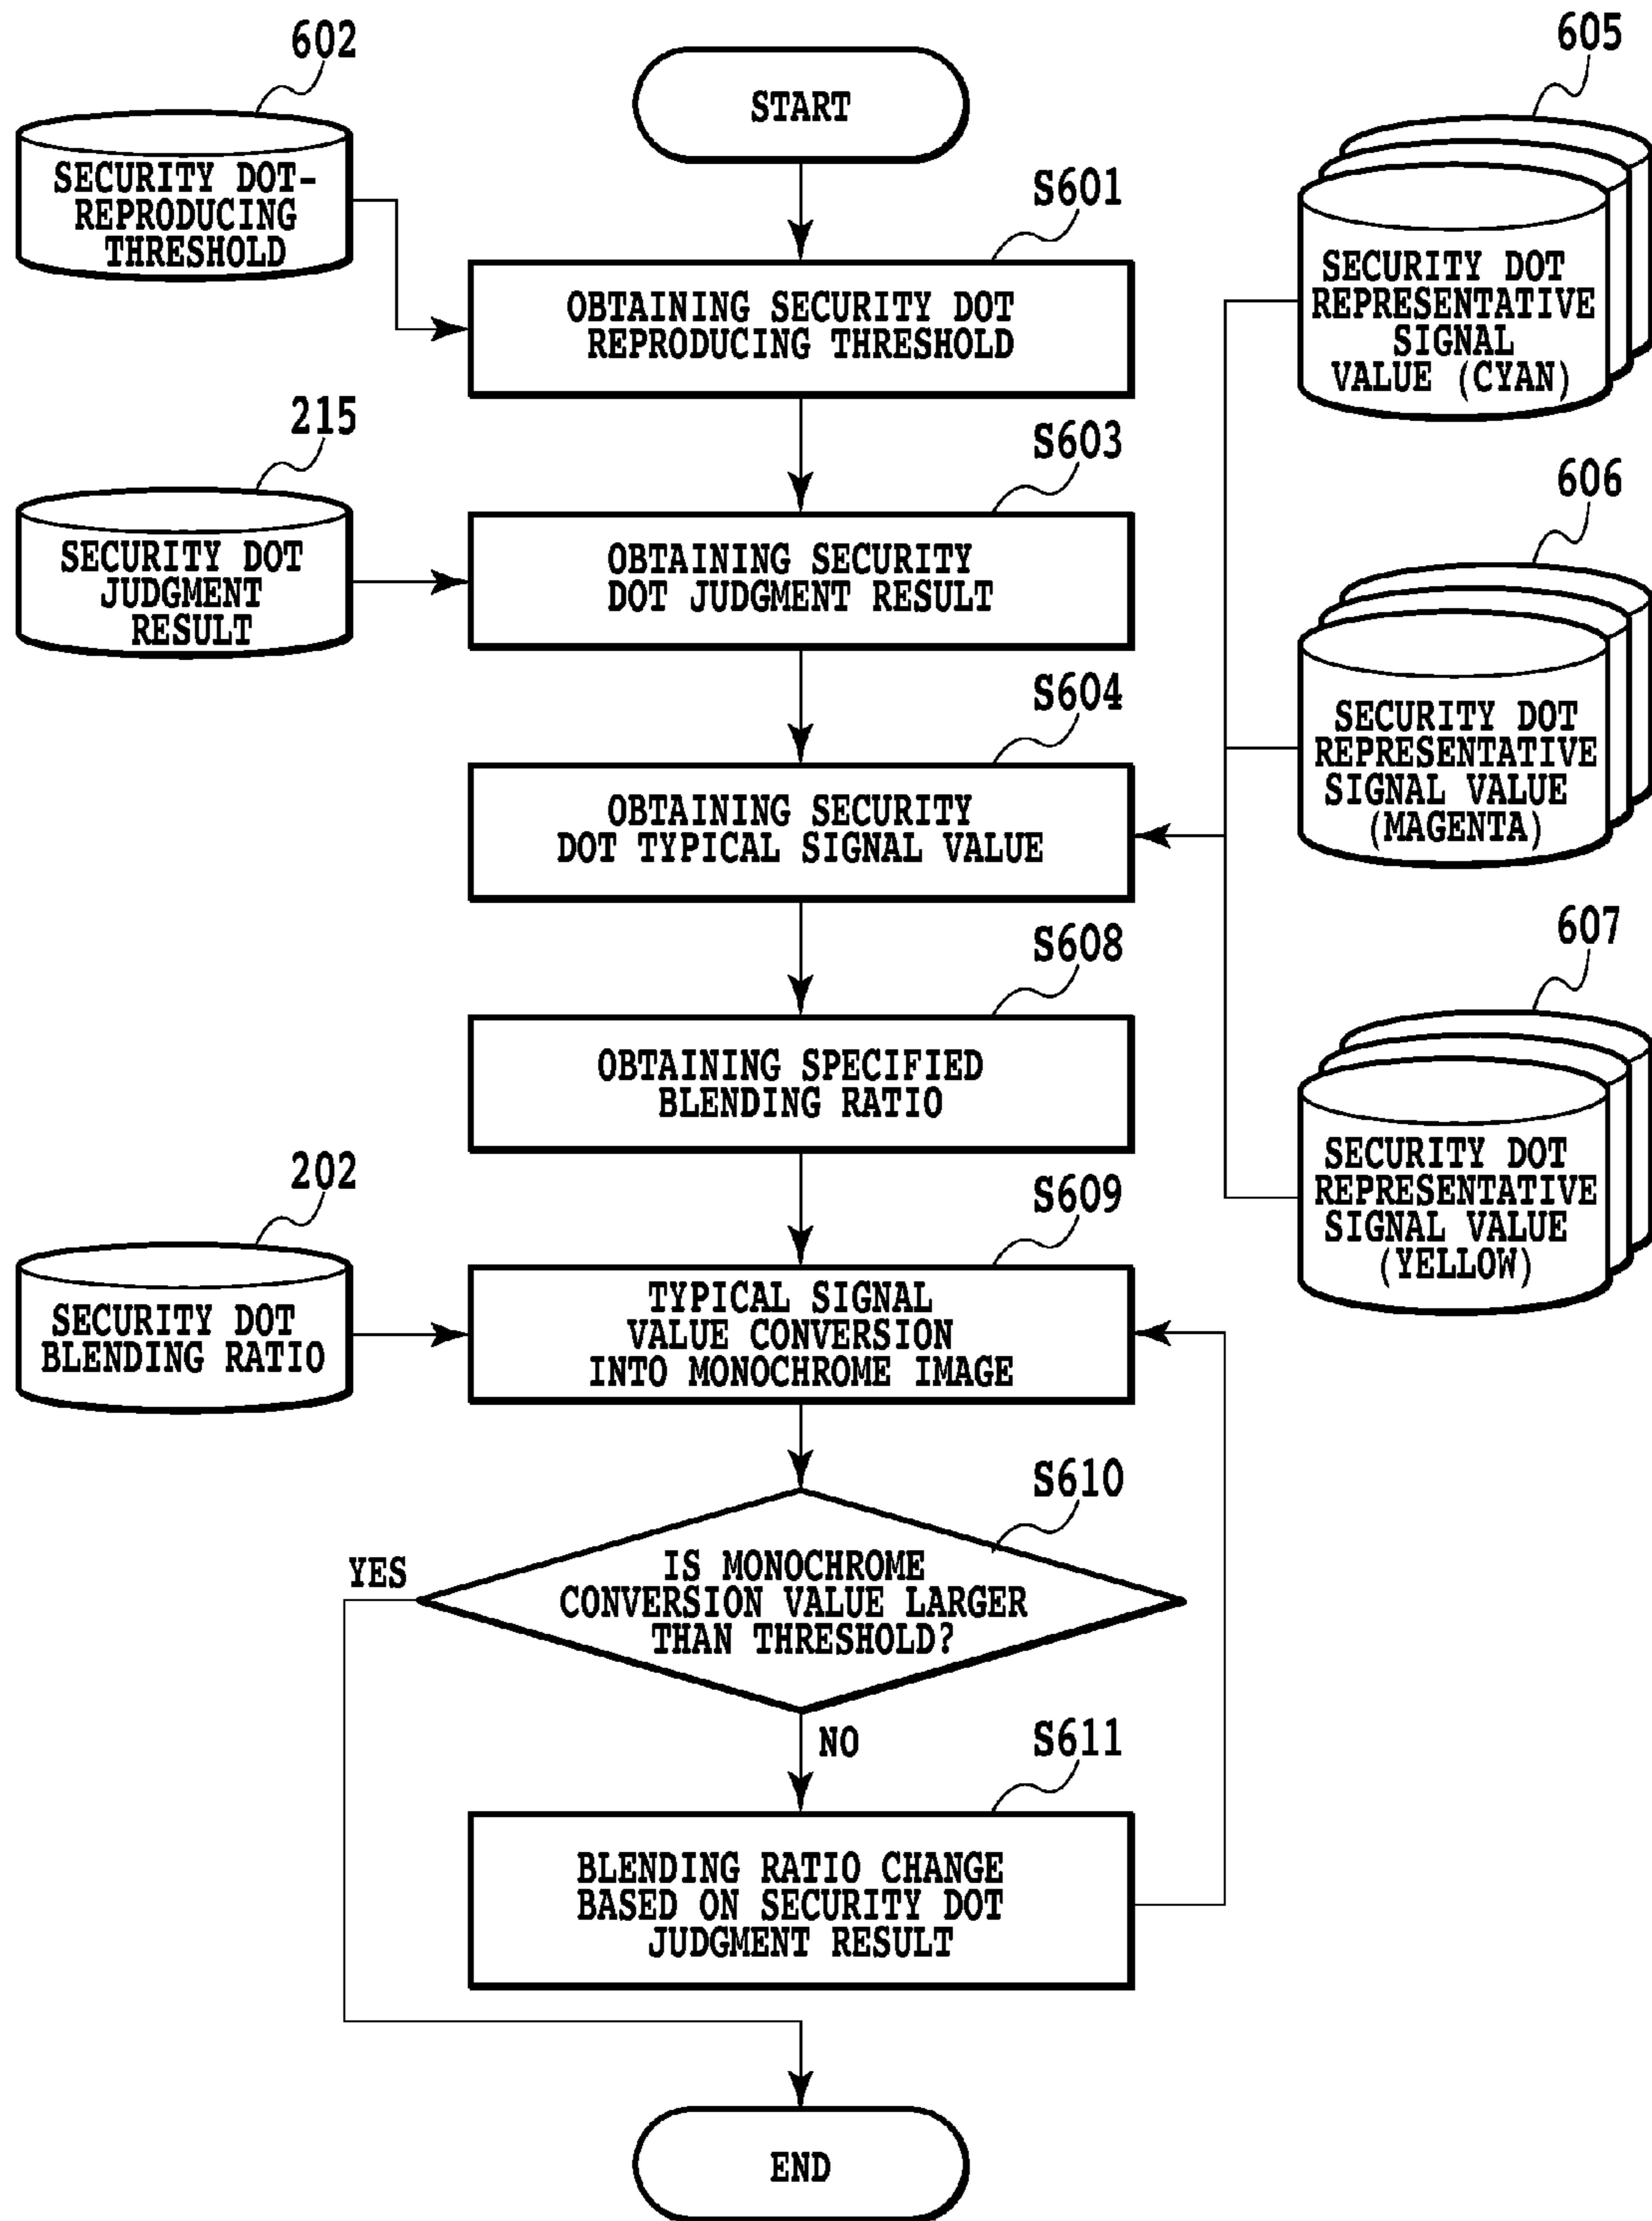 602
605
START
SECURITY DOT-
REPRODUCING
THRESHOLD
S601
OBTAINING SECURITY DOT
REPRODUCING THRESHOLD
SECURITY DOT
REPRESENTATIVE
SIGNAL
VALUE (CYAN)
215
S603
SECURITY DOT
JUDGMENT
RESULT
OBTAINING SECURITY
DOT JUDGMENT RESULT
606
S604
OBTAINING SECURITY
DOT TYPICAL SIGNAL VALUE
SECURITY DOT
REPRESENTATIVE
SIGNAL VALUE
(MAGENTA)
S608
607
OBTAINING SPECIFIED
BLENDING RATIO
202
S609
SECURITY DOT
REPRESENTATIVE
SIGNAL VALUE
(YELLOW)
SECURITY DOT
BLENDING RATIO
TYPICAL SIGNAL
VALUE CONVERSION
INTO MONOCHROME IMAGE
S610
YES
IS MONOCHROME
CONVERSION VALUE LARGER
THAN THRESHOLD?
NO
S611
BLENDING RATIO CHANGE
BASED ON SECURITY DOT
JUDGMENT RESULT
END